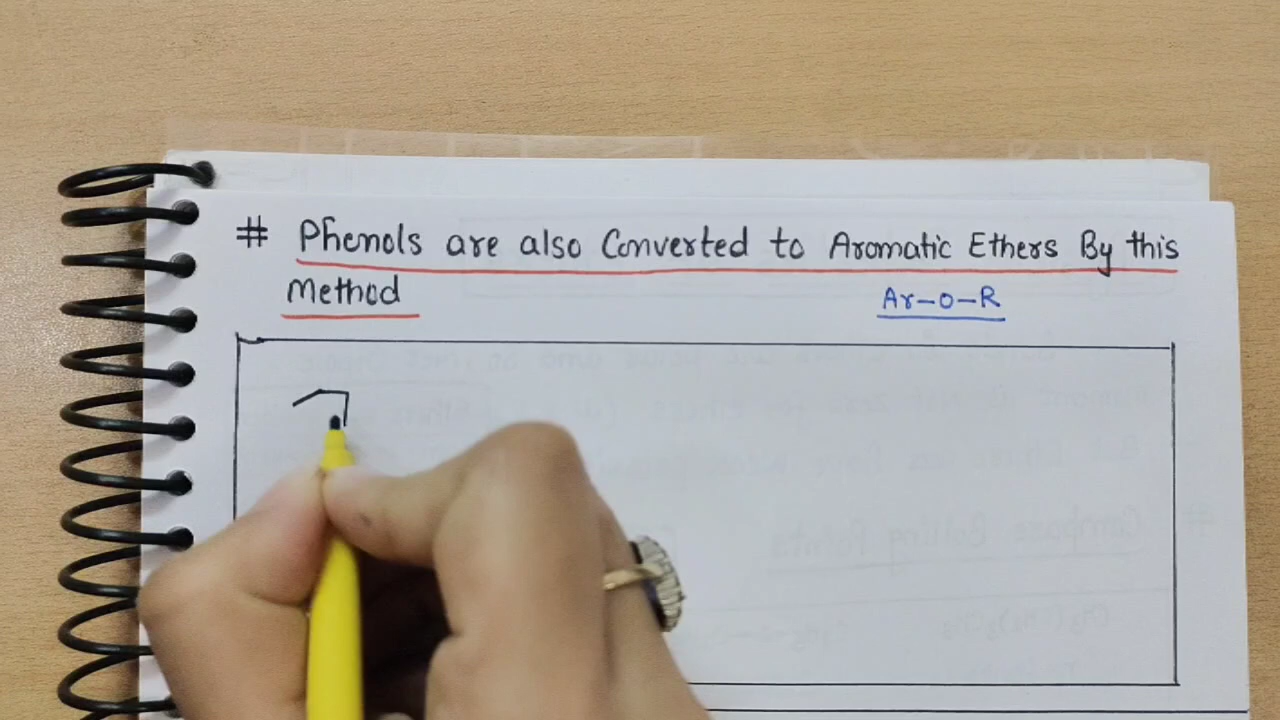 # Phenols are also Converted to Aromatic Ethers By this
Method
Ar-O-R